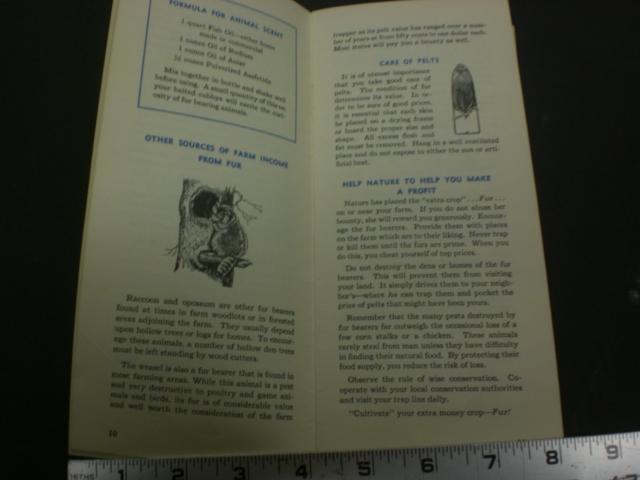 FORMULA FOR ANIMAL SCENT
1 quart Fish Oil—either home
made or commercial
1 ounce Oil of Rodium
1 ounce Oil of Anise
½ ounce Pulverized Asafetida
Mix together in bottle and shake well
before using. A small quantity of this on
your baited cubbys will excite the curi-
osity of fur bearing animals.
OTHER SOURCES OF FARM INCOME
FROM FUR
Raccoon and opossum are other fur bearers
found at times in farm woodlots or in forested
areas adjoining the farm. They usually depend
upon hollow trees or logs for homes. To encour-
age these animals, a number of hollow den trees
must be left standing by wood cutters.
The weasel is also a fur bearer that is found in
most farming areas. While this animal is a pest
and very destructive to poultry and game ani-
mals and birds, its fur is of considerable value
and well worth the consideration of the farm
10
trapper as its pelt value has ranged over a num-
ber of years at from fifty cents to one dollar each.
Most states will pay you a bounty as well.
CARE OF PELTS
It is of utmost importance
that you take good care of
pelts. The condition of fur
determines its value. In or-
der to be sure of good prices,
it is essential that each skin
be placed on a drying frame
or board the proper size and
shape. All excess flesh and
fat must be removed. Hang in a well ventilated
place and do not expose to either the sun or arti-
ficial heat.
HELP NATURE TO HELP YOU MAKE
A PROFIT
Nature has placed the "extra crop" . . . Fur . . .
on or near your farm. If you do not abuse her
bounty, she will reward you generously. Encour-
age the fur bearers. Provide them with places
on the farm which are to their liking. Never trap
or kill them until the furs are prime. When you
do this, you cheat yourself of top prices.
Do not destroy the dens or homes of the fur
bearers. This will prevent them from visiting
your land. It simply drives them to your neigh-
bor's—where he can trap them and pocket the
price of pelts that might have been yours.
Remember that the many pests destroyed by
fur bearers far outweigh the occasional loss of a
few corn stalks or a chicken. These animals
rarely steal from man unless they have difficulty
in finding their natural food. By protecting their
food supply, you reduce the risk of loss.
Observe the rule of wise conservation. Co-
operate with your local conservation authorities
and visit your trap line daily.
"Cultivate" your extra money crop—Fur!
16THS 1 2 3 4 5 6 7 8 9